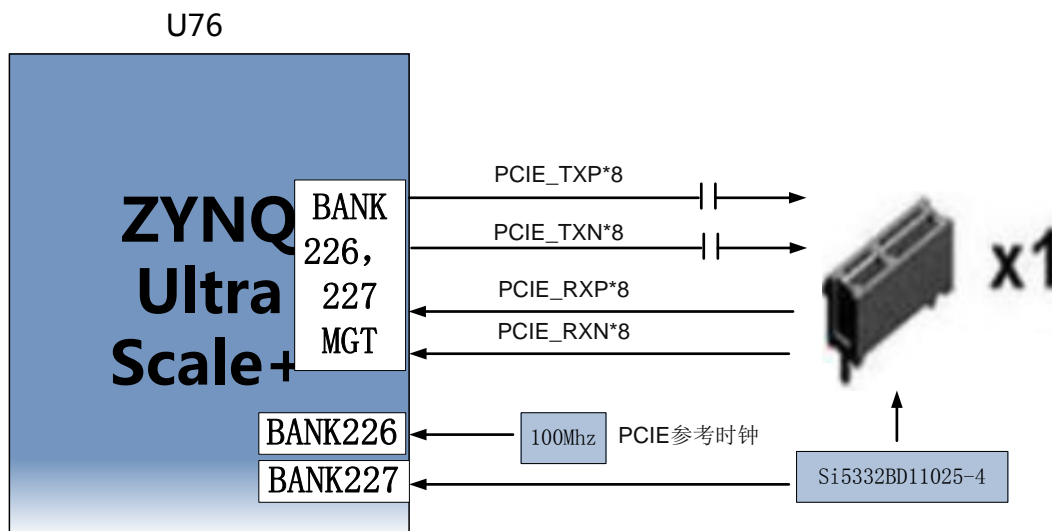 U76
ZYNQ
Ultra
Scale+
BANK
226,
227
MGT
PCIE_TXP*8
PCIE_TXN*8
PCIE_RXP*8
PCIE_RXN*8
x1
BANK226
100Mhz
PCIE参考时钟
BANK227
Si5332BD11025-4